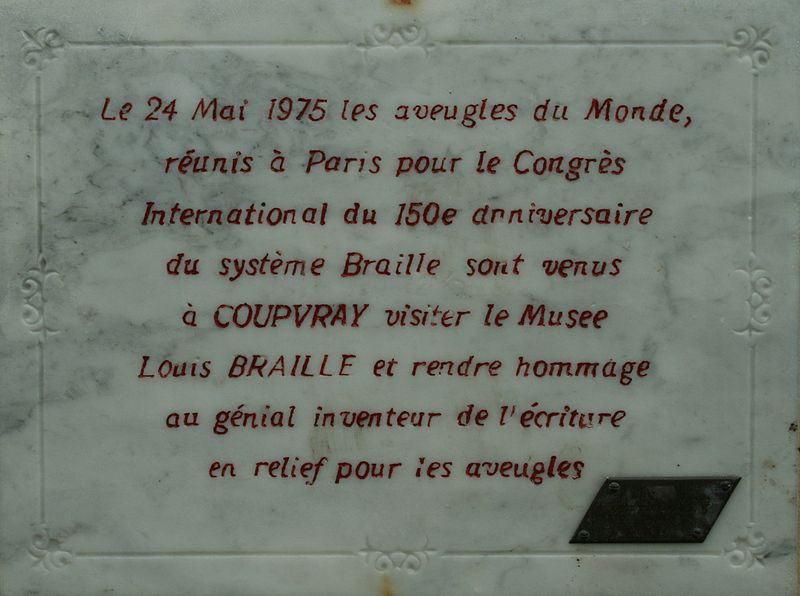 Le 24 Mai 1975 les aveugles du Monde,
réunis à Paris pour le Congrès
International du 150e anniversaire
du système Braille sont venus
à COUPVRAY visiter le Musee
Louis BRAILLE et rendre hommage
au génial inventeur de l'écriture
en relief pour les aveugles